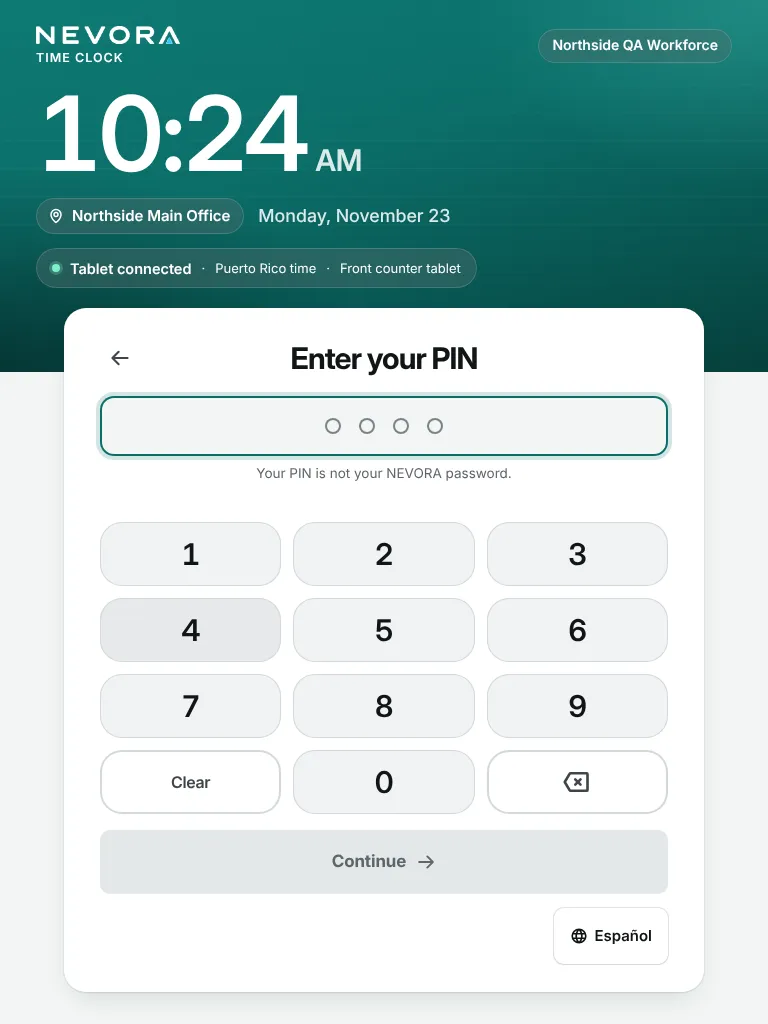 NEVORA
TIME CLOCK
Northside QA Workforce
10:24 AM
Northside Main Office
Monday, November 23
Tablet connected · Puerto Rico time · Front counter tablet
Enter your PIN
Your PIN is not your NEVORA password.
1 2 3
4 5 6
7 8 9
Clear 0
Continue →
Español